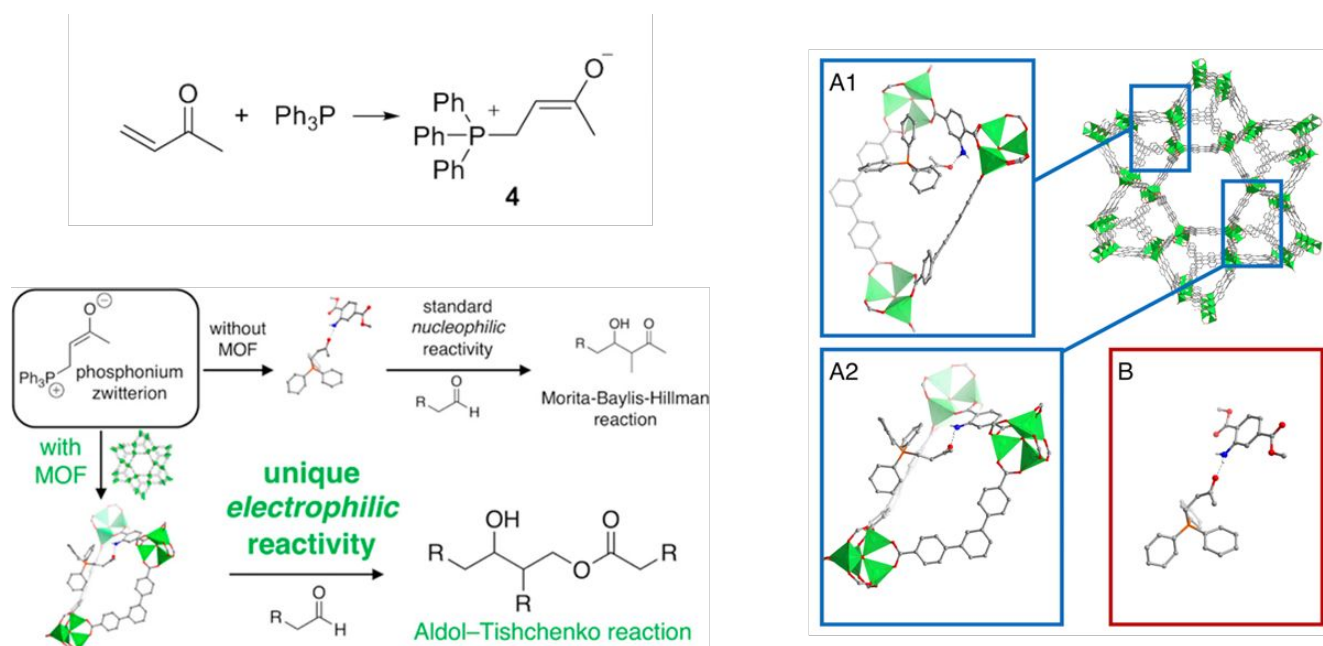 O
O⁻
+
Ph₃P
Ph
+
Ph-P
Ph
4
O
⊖
Ph₃P
⊕
phosphonium
zwitterion
without
MOF
standard
nucleophilic
reactivity
R
O
H
OH
O
R
Morita-Baylis-Hillman
reaction
with
MOF
unique
electrophilic
reactivity
R
O
H
OH
O
R
O
R
R
Aldol–Tishchenko reaction
A1
A2
B